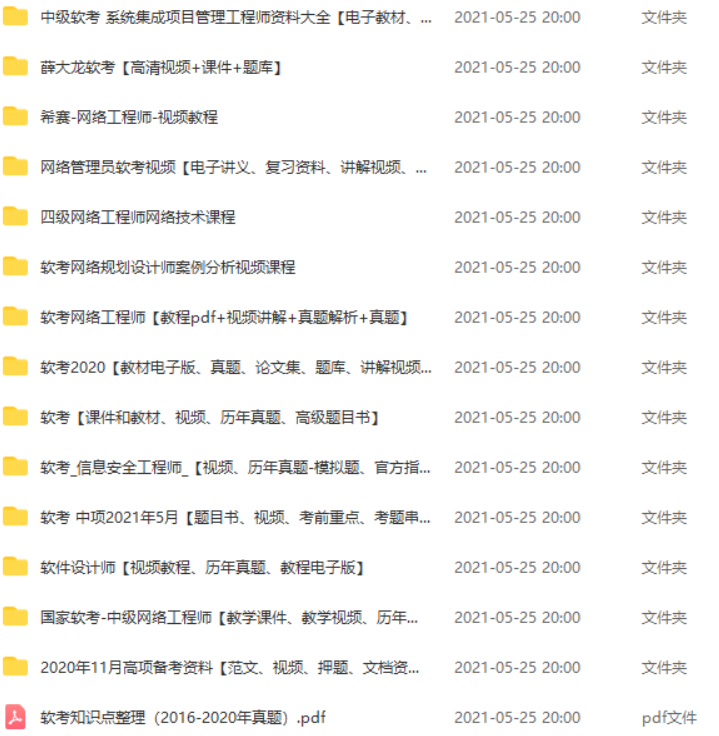 中级软考 系统集成项目管理工程师资料大全【电子教材、... 2021-05-25 20:00 文件夹
薛大龙软考【高清视频+课件+题库】 2021-05-25 20:00 文件夹
希赛-网络工程师-视频教程 2021-05-25 20:00 文件夹
网络管理员软考视频【电子讲义、复习资料、讲解视频、... 2021-05-25 20:00 文件夹
四级网络工程师网络技术课程 2021-05-25 20:00 文件夹
软考网络规划设计师案例分析视频课程 2021-05-25 20:00 文件夹
软考网络工程师【教程pdf+视频讲解+真题解析+真题】 2021-05-25 20:00 文件夹
软考2020【教材电子版、真题、论文集、题库、讲解视频... 2021-05-25 20:00 文件夹
软考【课件和教材、视频、历年真题、高级题目书】 2021-05-25 20:00 文件夹
软考_信息安全工程师_【视频、历年真题-模拟题、官方指... 2021-05-25 20:00 文件夹
软考 中项2021年5月【题目书、视频、考前重点、考题串... 2021-05-25 20:00 文件夹
软件设计师【视频教程、历年真题、教程电子版】 2021-05-25 20:00 文件夹
国家软考-中级网络工程师【教学课件、教学视频、历年... 2021-05-25 20:00 文件夹
2020年11月高项备考资料【范文、视频、押题、文档资... 2021-05-25 20:00 文件夹
软考知识点整理（2016-2020年真题）.pdf 2021-05-25 20:00 pdf文件